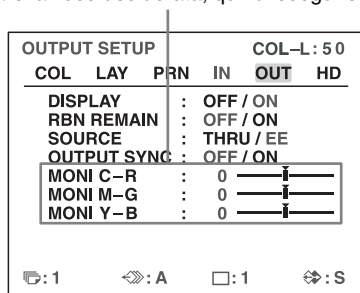 OUTPUT SETUP COL–L:50
COL LAY PRN IN OUT HD
DISPLAY : OFF / ON
RBN REMAIN : OFF / ON
SOURCE : THRU / EE
OUTPUT SYNC : OFF / ON
MONI C–R : 0
MONI M–G : 0
MONI Y–B : 0
:1 :A :1 :S